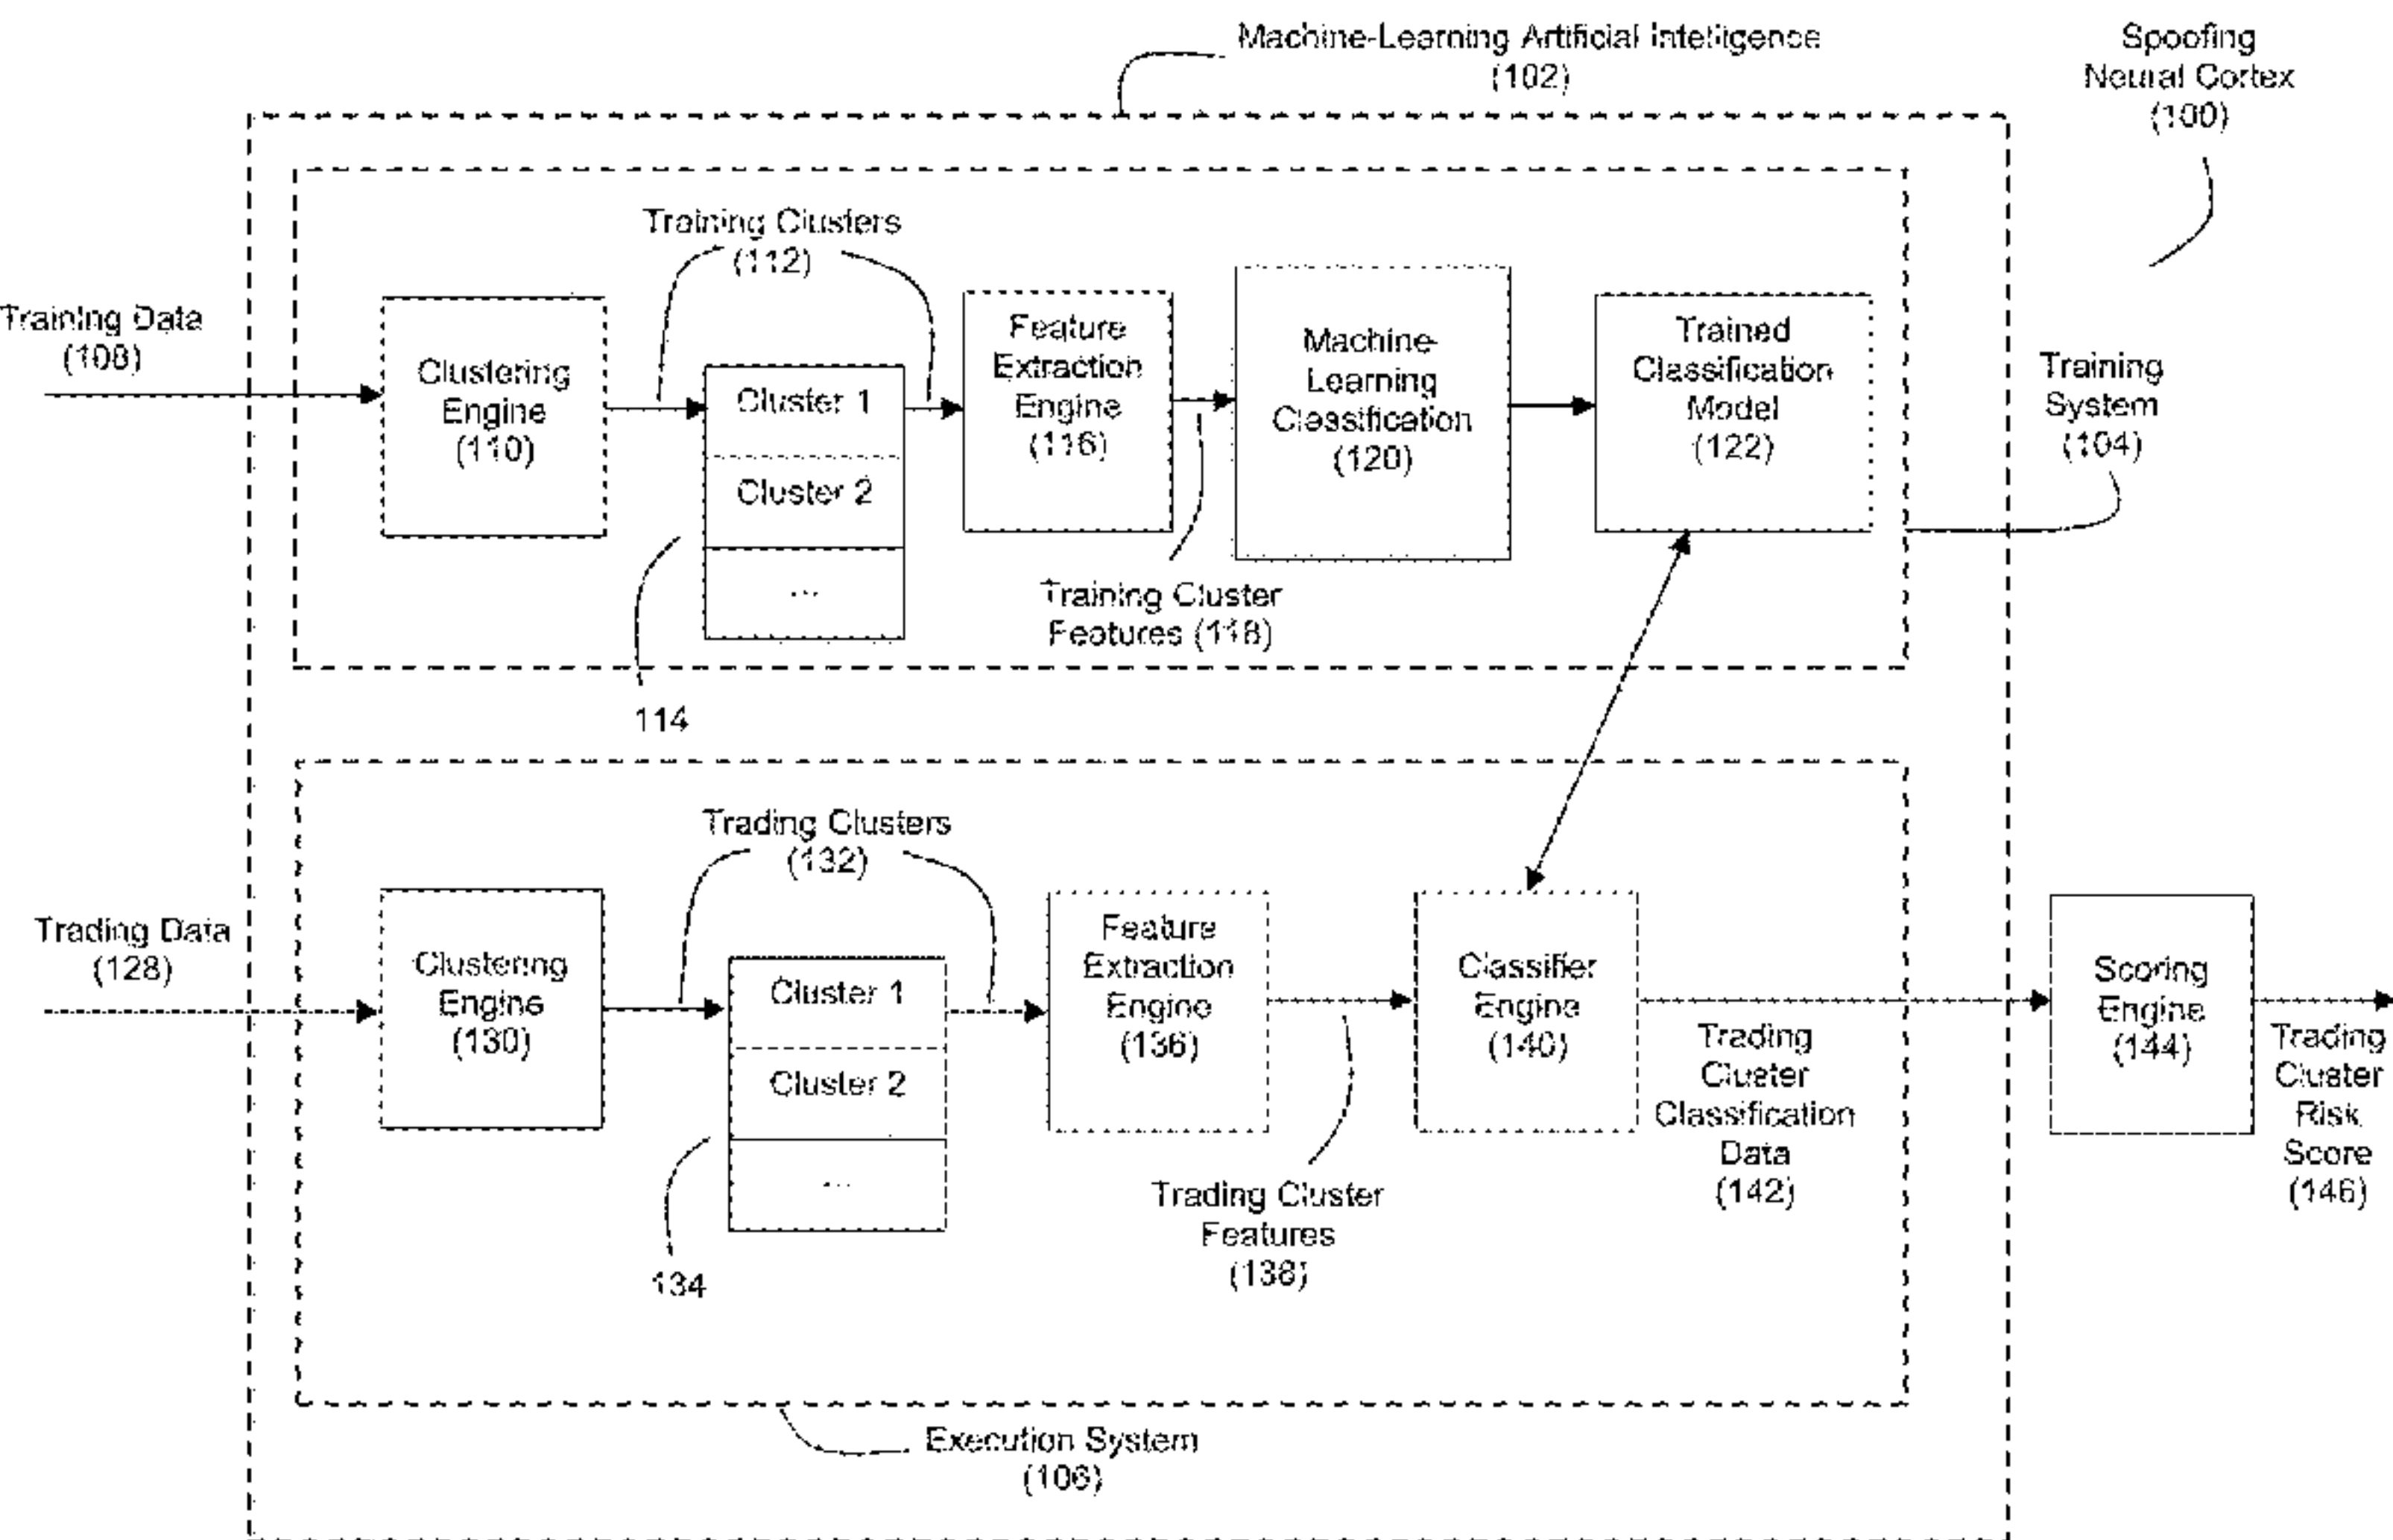 Machine-Learning Artificial Intelligence
(102)
Spoofing
Neural Cortex
(100)
Training Clusters
(112)
Training Data
(108)
Clustering
Engine
(110)
Cluster 1
Cluster 2
...
Feature
Extraction
Engine
(116)
Machine-
Learning
Classification
(120)
Trained
Classification
Model
(122)
Training
System
(104)
Training Cluster
Features (118)
114
Trading Clusters
(132)
Trading Data
(128)
Clustering
Engine
(130)
Cluster 1
Cluster 2
...
Feature
Extraction
Engine
(136)
Classifier
Engine
(140)
Trading
Cluster
Classification
Data
(142)
Scoring
Engine
(144)
Trading
Cluster
Risk
Score
(146)
Trading Cluster
Features
(138)
134
Execution System
(106)